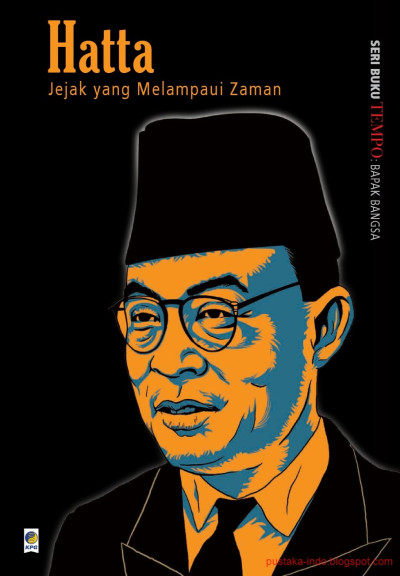 Hatta
Jejak yang Melampaui Zaman
SERI BUKU TEMPO: BAPAK BANGSA
KPG
pustaka-indo.blogspot.com